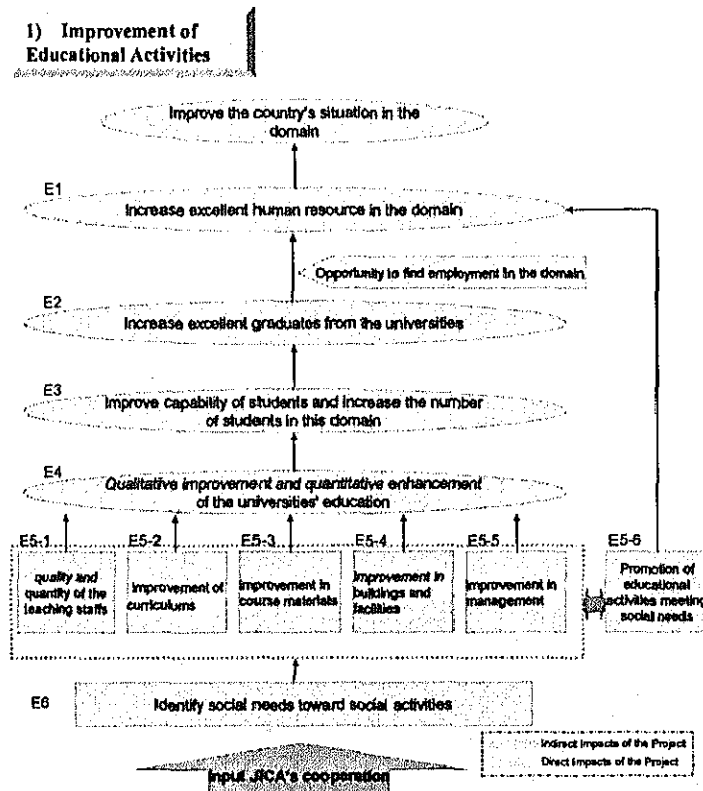 1) Improvement of
Educational Activities
Improve the country's situation in the
domain
E1
Increase excellent human resource in the domain
Opportunity to find employment in the domain
E2
Increase excellent graduates from the universities
E3
Improve capability of students and increase the number
of students in this domain
E4
Qualitative improvement and quantitative enhancement
of the universities' education
E5-1
E5-2
E5-3
E5-4
E5-5
E5-6
quality and
quantity of the
teaching staffs
improvement of
curriculums
improvement in
course materials
improvement in
buildings and
facilities
improvement in
management
Promotion of
educational
activities meeting
social needs
E6
Identify social needs toward social activities
Input JICA's cooperation
Indirect Impacts of the Project
Direct Impacts of the Project